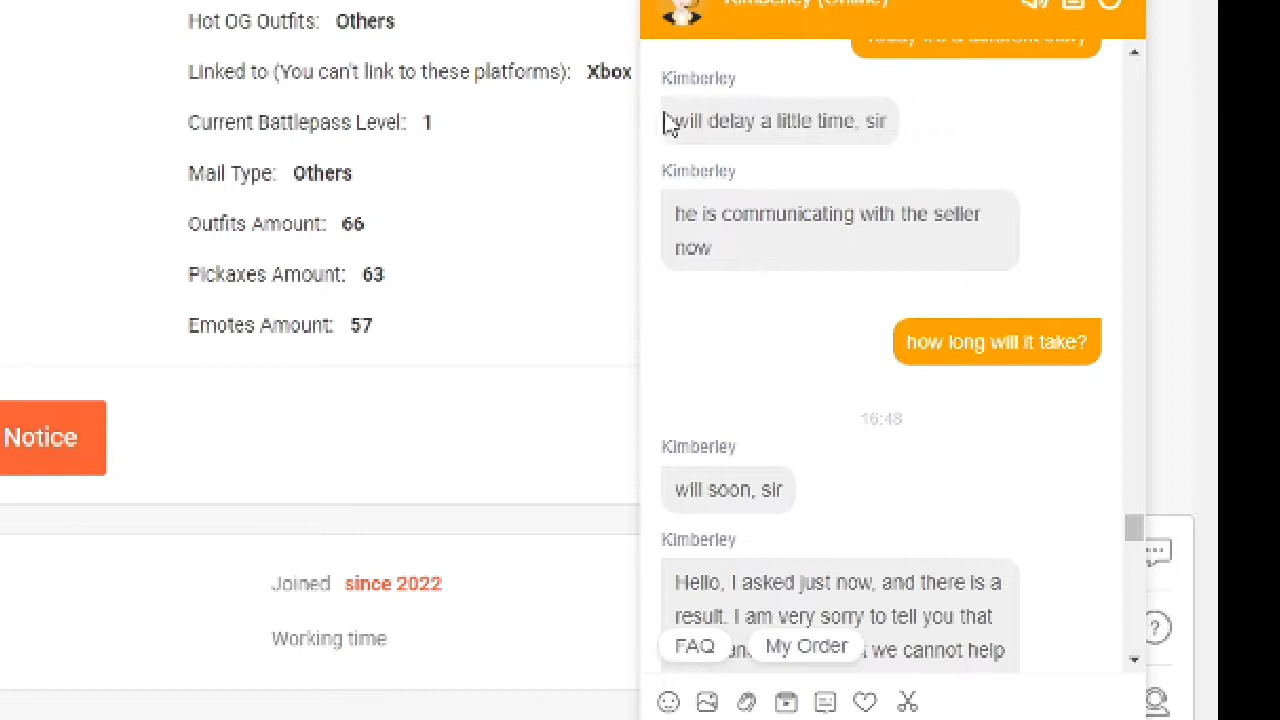 Hot OG Outfits: Others
Linked to (You can't link to these platforms): Xbox
Current Battlepass Level: 1
Mail Type: Others
Outfits Amount: 66
Pickaxes Amount: 63
Emotes Amount: 57
Notice
Joined since 2022
Working time
Kimberley (Online)
Kimberley
will delay a little time, sir
Kimberley
he is communicating with the seller
now
how long will it take?
16:48
Kimberley
will soon, sir
Kimberley
Hello, I asked just now, and there is a
result. I am very sorry to tell you that
we cannot help
FAQ
My Order